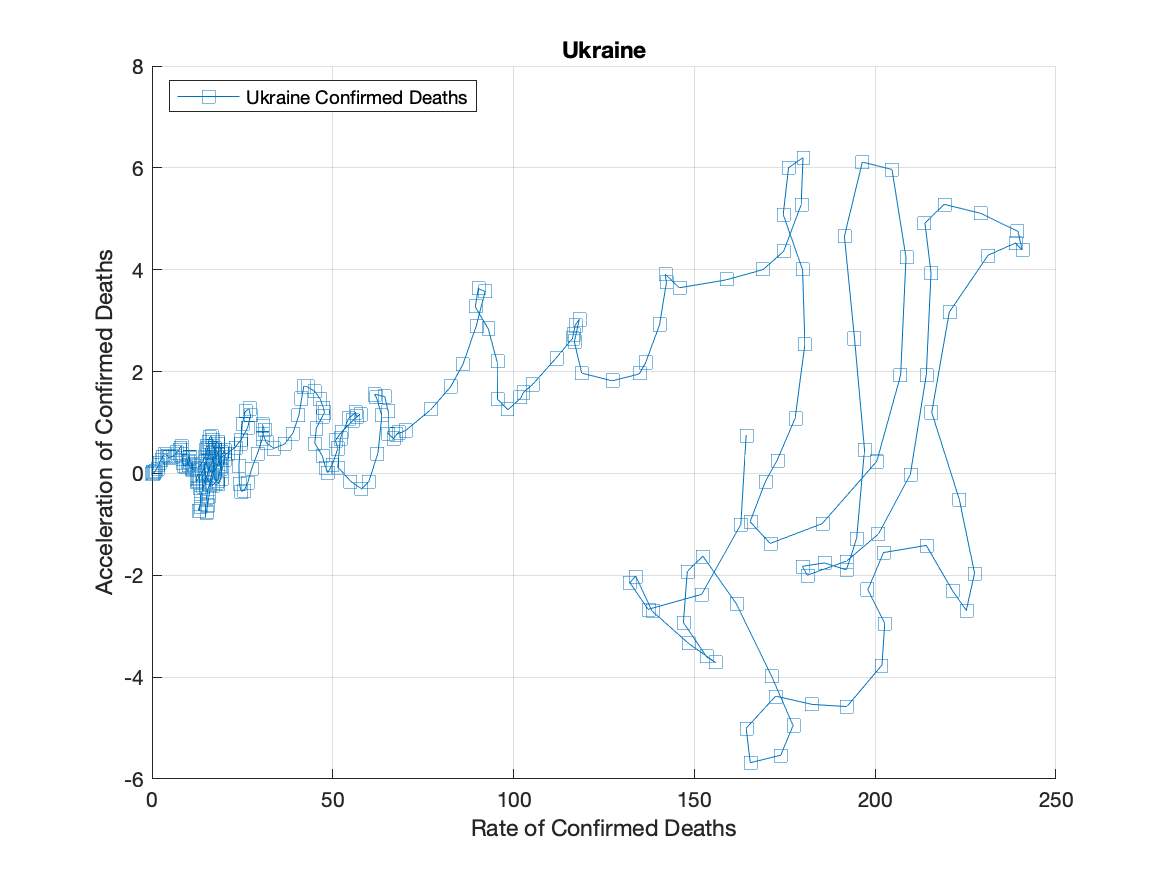 Ukraine
Ukraine Confirmed Deaths
8
6
4
2
0
-2
-4
-6
Acceleration of Confirmed Deaths
0 50 100 150 200 250
Rate of Confirmed Deaths